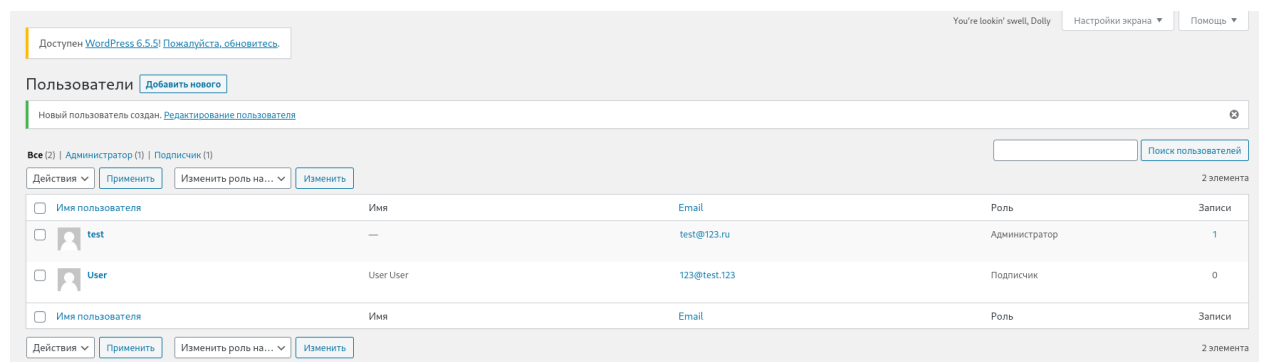 You're lookin' swell, Dolly Настройки экрана ▼ Помощь ▼
Доступен WordPress 6.5.5! Пожалуйста, обновитесь.
Пользователи Добавить нового
Новый пользователь создан. Редактирование пользователя
Поиск пользователей
Все (2) | Администратор (1) | Подписчик (1)
Действия Применить Изменить роль на... Изменить 2 элемента
Имя пользователя Имя Email Роль Записи
test — test@123.ru Администратор 1
User User User 123@test.123 Подписчик 0
Имя пользователя Имя Email Роль Записи
Действия Применить Изменить роль на... Изменить 2 элемента